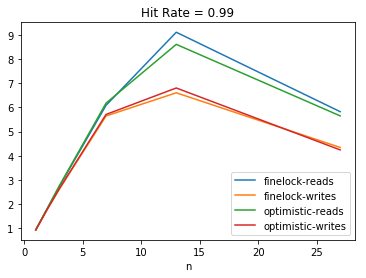 Hit Rate = 0.99
9
8
7
6
5
4
3
2
1
0
5
10
15
20
25
n
finelock-reads
finelock-writes
optimistic-reads
optimistic-writes